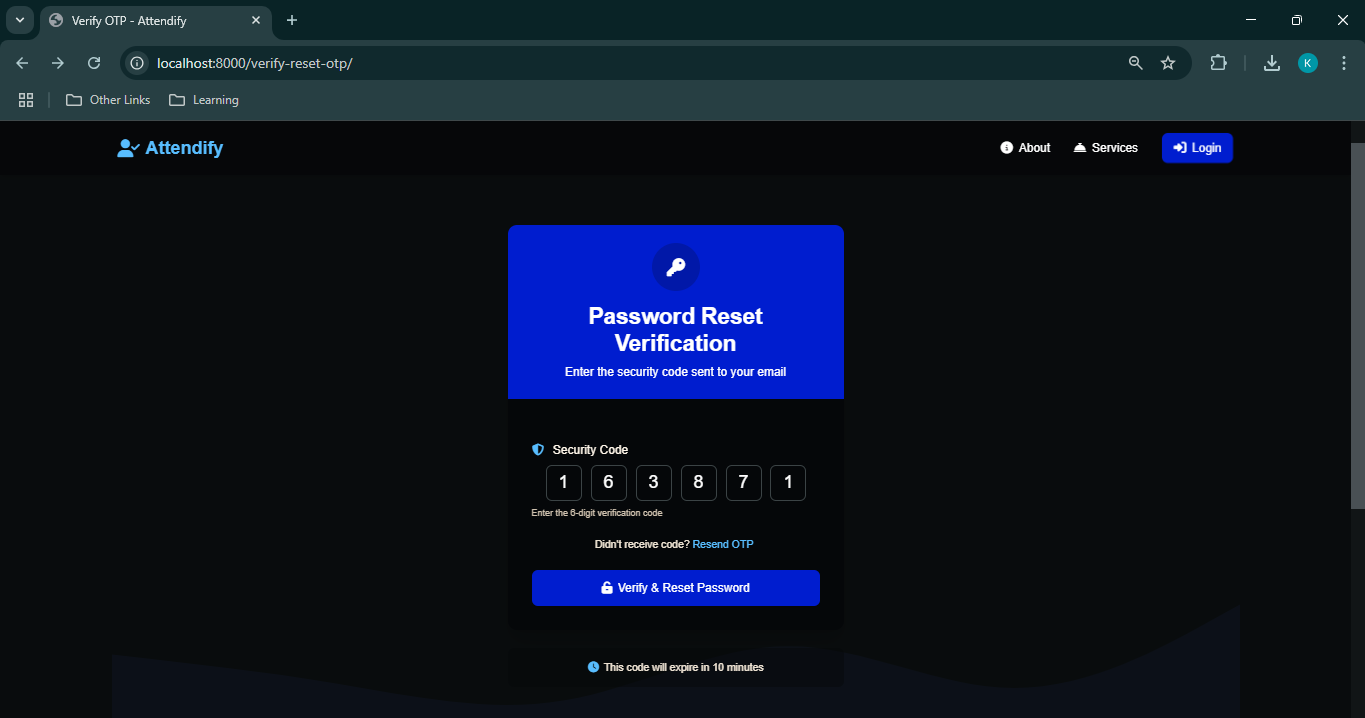 Verify OTP - Attendify
localhost:8000/verify-reset-otp/
K
Other Links
Learning
Attendify
About
Services
Login
Password Reset
Verification
Enter the security code sent to your email
Security Code
1 6 3 8 7 1
Enter the 6-digit verification code
Didn't receive code? Resend OTP
Verify & Reset Password
This code will expire in 10 minutes